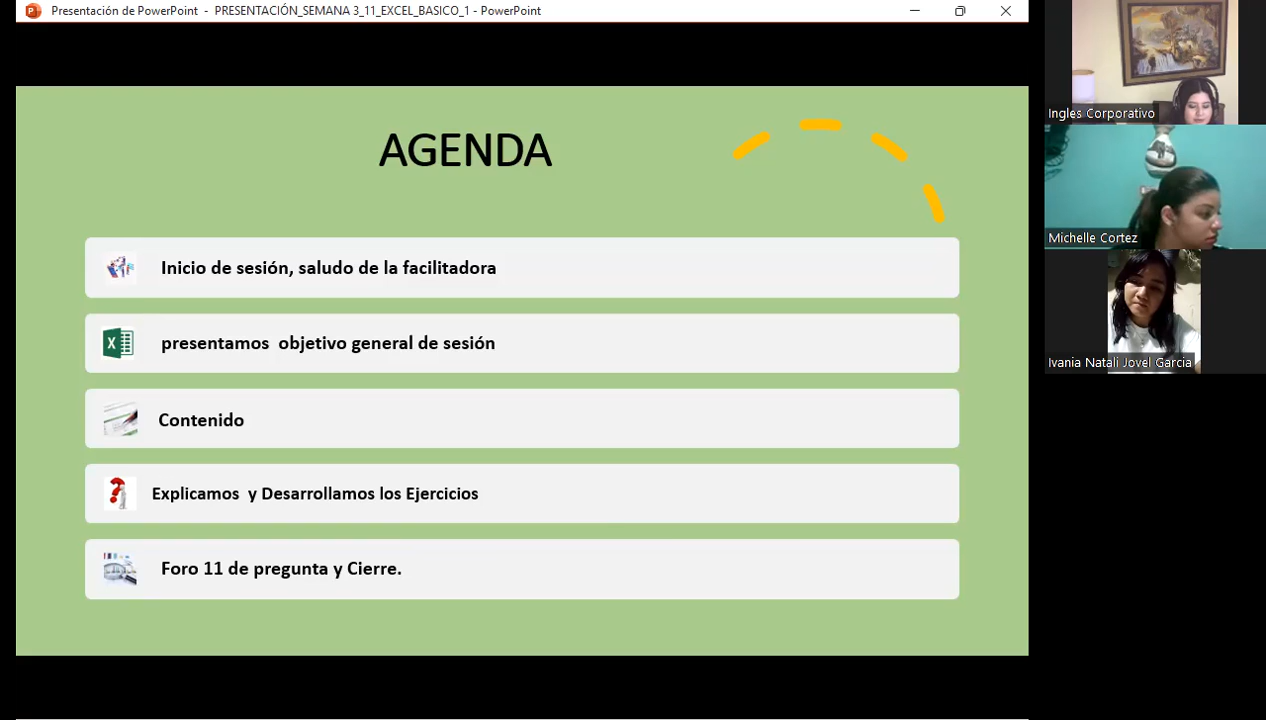 Presentación de PowerPoint - PRESENTACIÓN_SEMANA 3_11_EXCEL_BASICO_1 - PowerPoint
AGENDA
Inicio de sesión, saludo de la facilitadora
presentamos objetivo general de sesión
Contenido
Explicamos y Desarrollamos los Ejercicios
Foro 11 de pregunta y Cierre.
Ingles Corporativo
Michelle Cortez
Ivania Natali Jovel Garcia